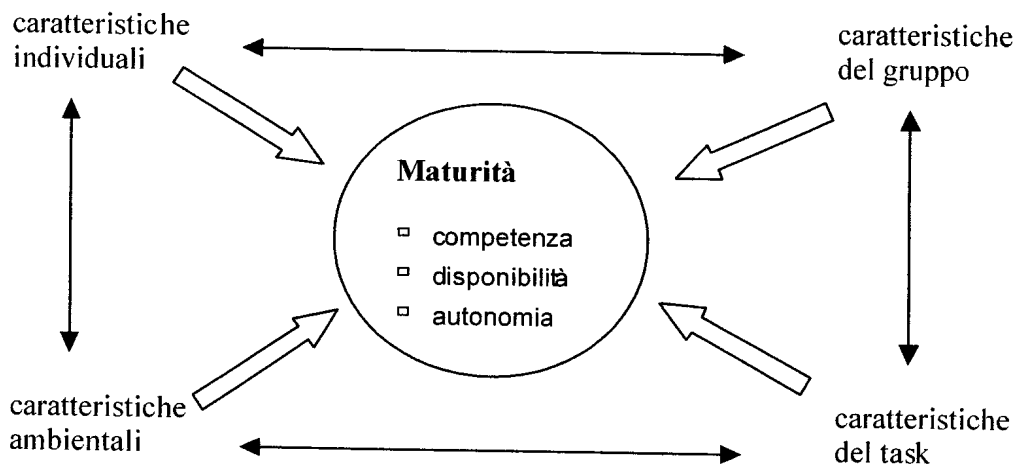 caratteristiche
individuali
caratteristiche
del gruppo
Maturità
competenza
disponibilità
autonomia
caratteristiche
ambientali
caratteristiche
del task